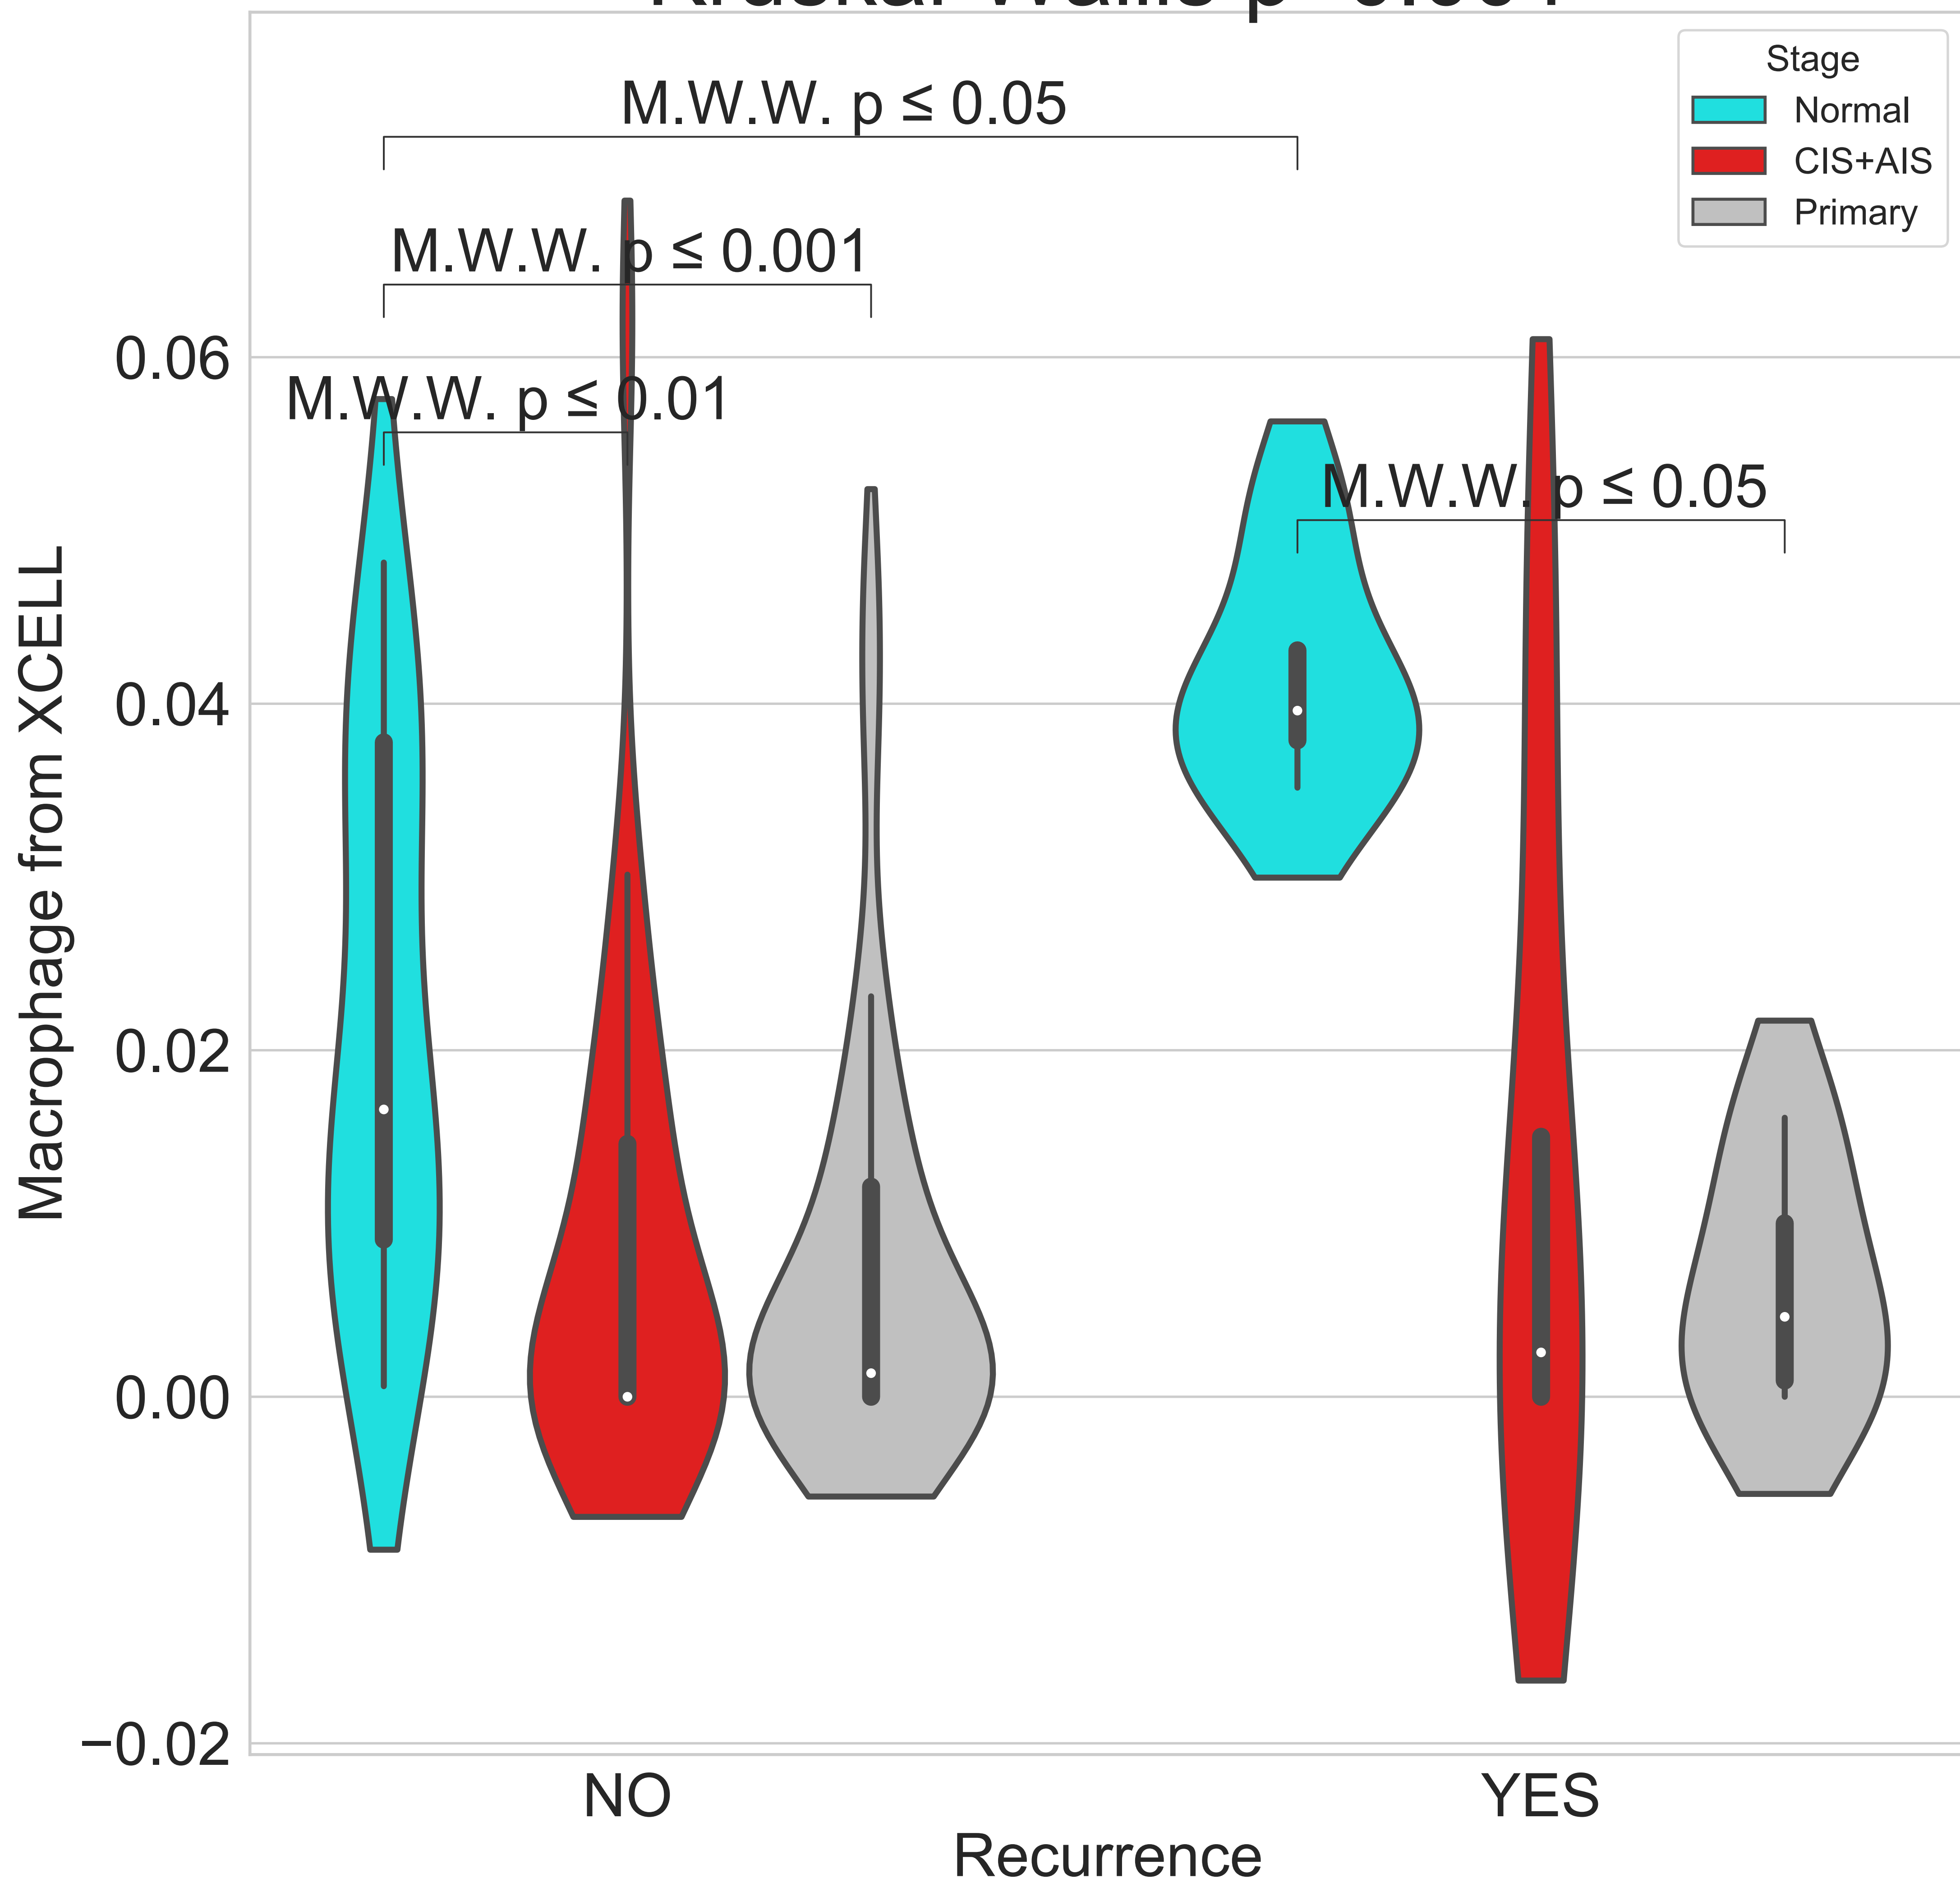 Stage
Normal
CIS+AIS
Primary
M.W.W. p ≤ 0.05
M.W.W. p ≤ 0.001
M.W.W. p ≤ 0.01
M.W.W. p ≤ 0.05
Macrophage from XCELL
0.06
0.04
0.02
0.00
−0.02
NO
YES
Recurrence